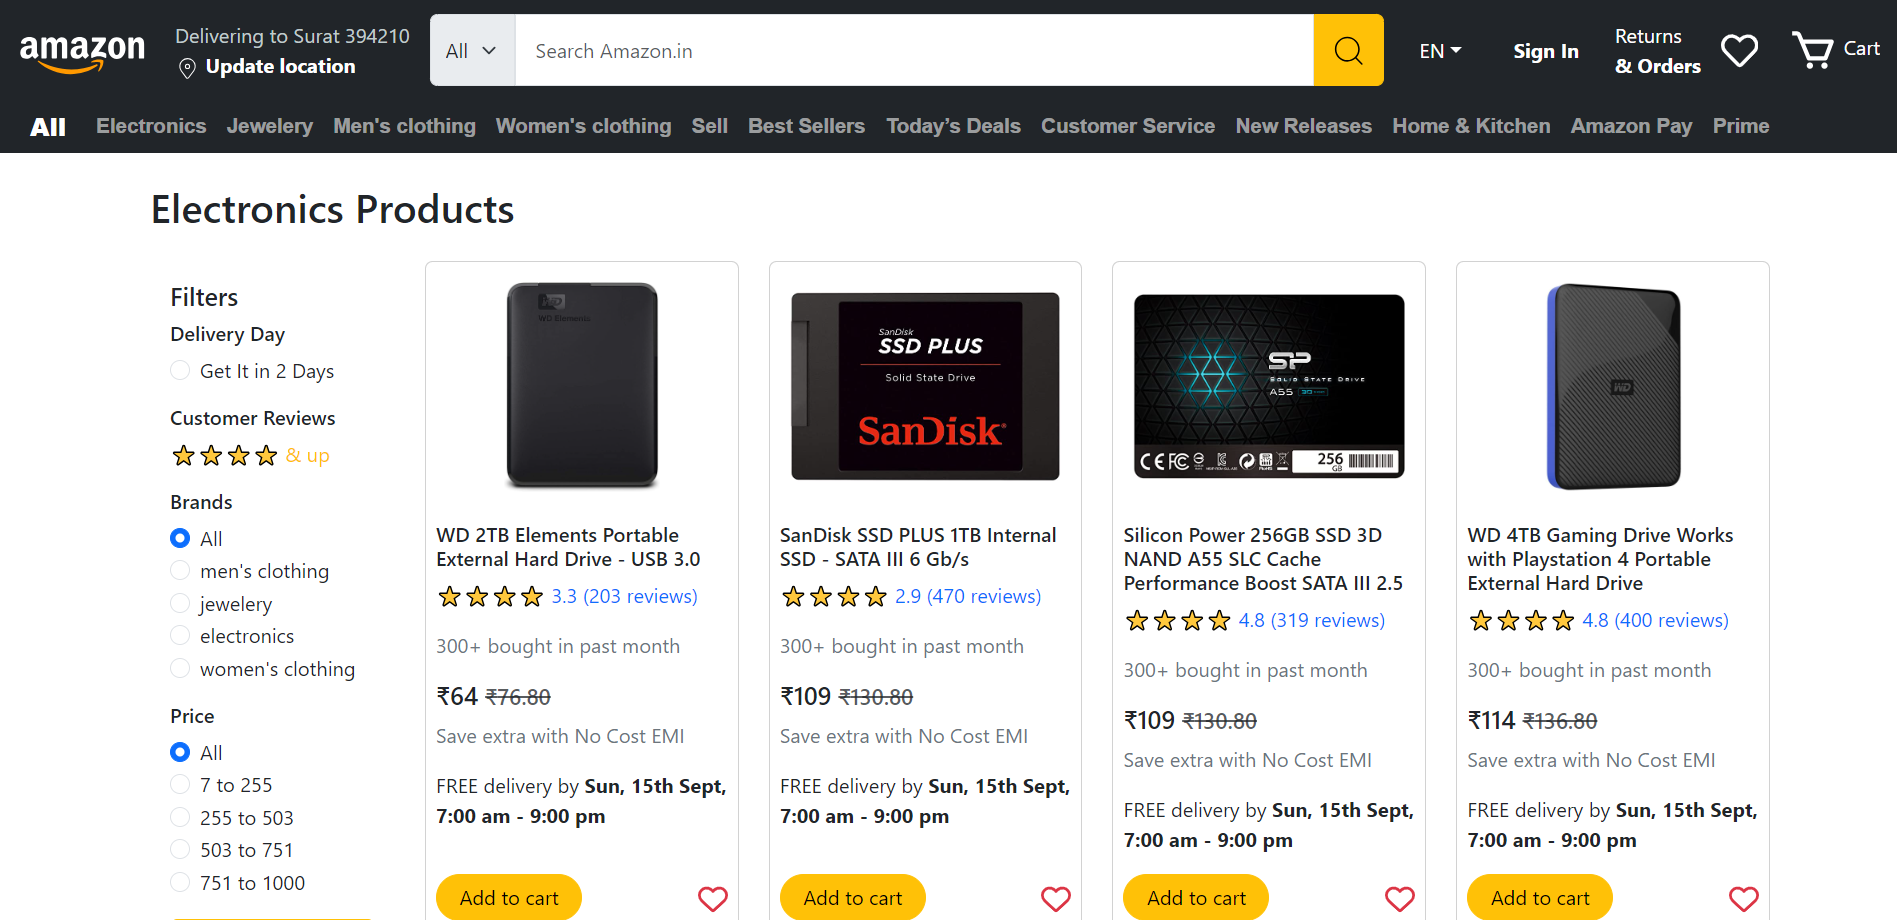 amazon
Delivering to Surat 394210
Update location
All
Search Amazon.in
EN
Sign In
Returns
& Orders
Cart
All Electronics Jewelery Men's clothing Women's clothing Sell Best Sellers Today’s Deals Customer Service New Releases Home & Kitchen Amazon Pay Prime
Electronics Products
Filters
Delivery Day
Get It in 2 Days
Customer Reviews
& up
Brands
All
men's clothing
jewelery
electronics
women's clothing
Price
All
7 to 255
255 to 503
503 to 751
751 to 1000
WD
WD Elements
WD 2TB Elements Portable
External Hard Drive - USB 3.0
3.3 (203 reviews)
300+ bought in past month
₹64 ₹76.80
Save extra with No Cost EMI
FREE delivery by Sun, 15th Sept,
7:00 am - 9:00 pm
Add to cart
SanDisk
SSD PLUS
Solid State Drive
SanDisk®
SanDisk SSD PLUS 1TB Internal
SSD - SATA III 6 Gb/s
2.9 (470 reviews)
300+ bought in past month
₹109 ₹130.80
Save extra with No Cost EMI
FREE delivery by Sun, 15th Sept,
7:00 am - 9:00 pm
Add to cart
SP
SOLID STATE DRIVE
A55
CE FC
256
GB
Silicon Power 256GB SSD 3D
NAND A55 SLC Cache
Performance Boost SATA III 2.5
4.8 (319 reviews)
300+ bought in past month
₹109 ₹130.80
Save extra with No Cost EMI
FREE delivery by Sun, 15th Sept,
7:00 am - 9:00 pm
Add to cart
WD
WD 4TB Gaming Drive Works
with Playstation 4 Portable
External Hard Drive
4.8 (400 reviews)
300+ bought in past month
₹114 ₹136.80
Save extra with No Cost EMI
FREE delivery by Sun, 15th Sept,
7:00 am - 9:00 pm
Add to cart